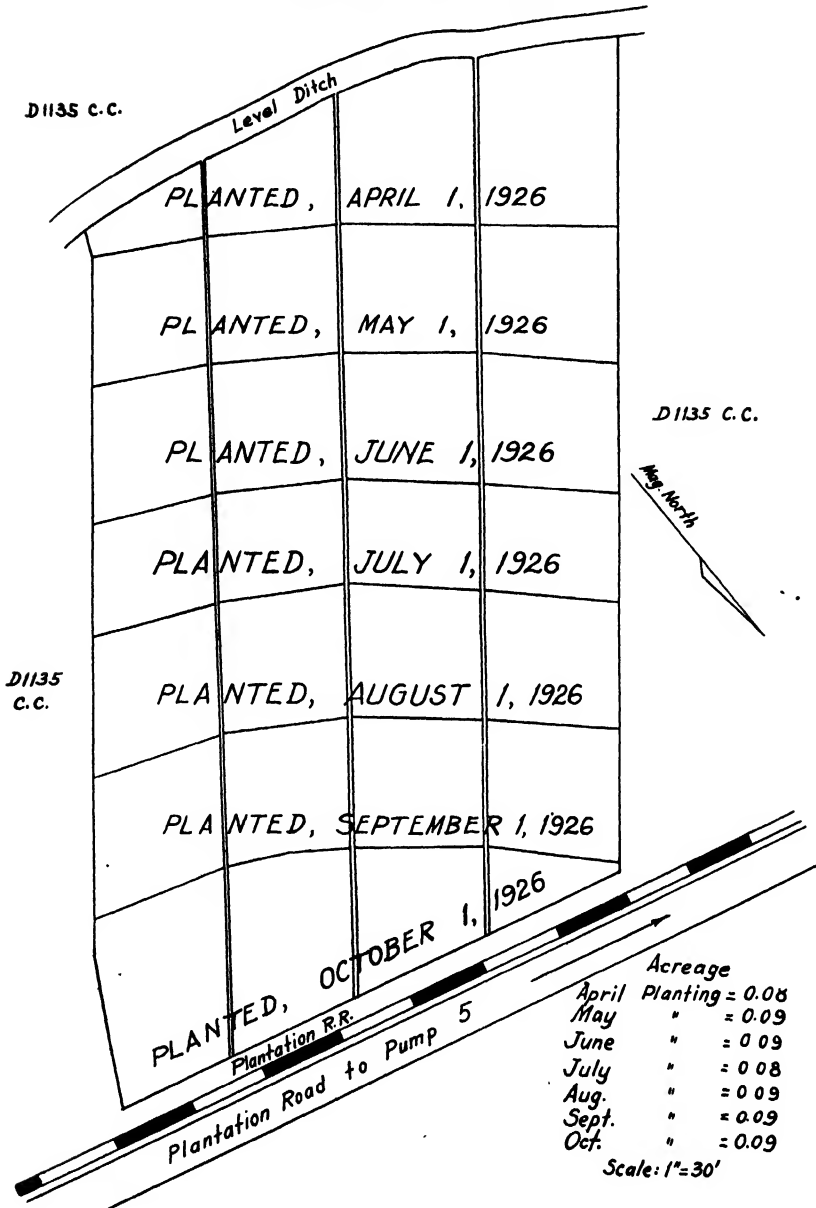 Level Ditch
D1135 C.C.
PLANTED, APRIL 1, 1926
PLANTED, MAY 1, 1926
D1135 C.C.
PLANTED, JUNE 1, 1926
Mag. North
PLANTED, JULY 1, 1926
D1135
C.C.
PLANTED, AUGUST 1, 1926
PLANTED, SEPTEMBER 1, 1926
PLANTED, OCTOBER 1, 1926
Plantation R.R.
Plantation Road to Pump 5
Acreage
April Planting = 0.08
May " = 0.09
June " = 0 09
July " = 0 08
Aug. " = 0 09
Sept. " = 0.09
Oct. " = 0.09
Scale: 1"=30'